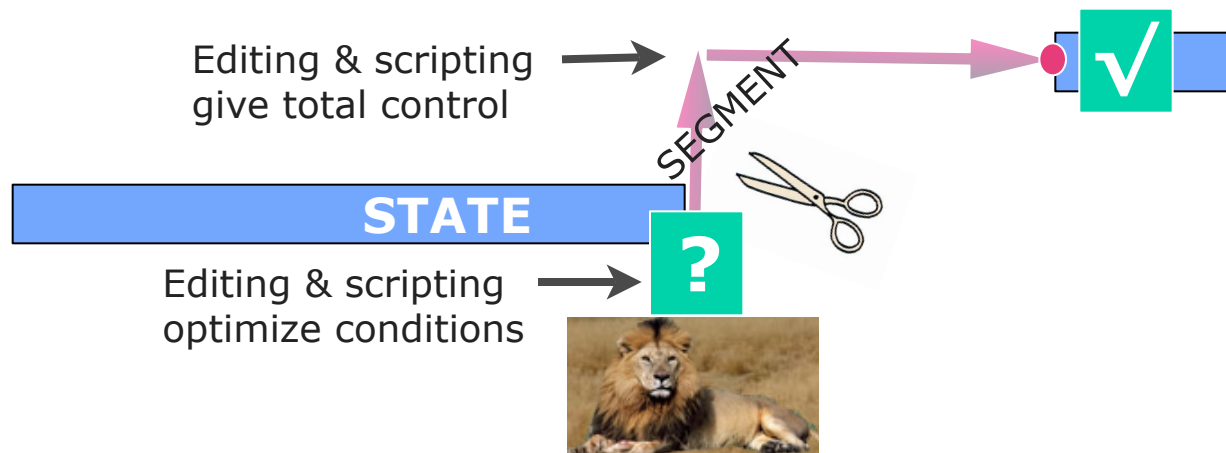 Editing & scripting
give total control
√
SEGMENT
STATE
?
Editing & scripting
optimize conditions